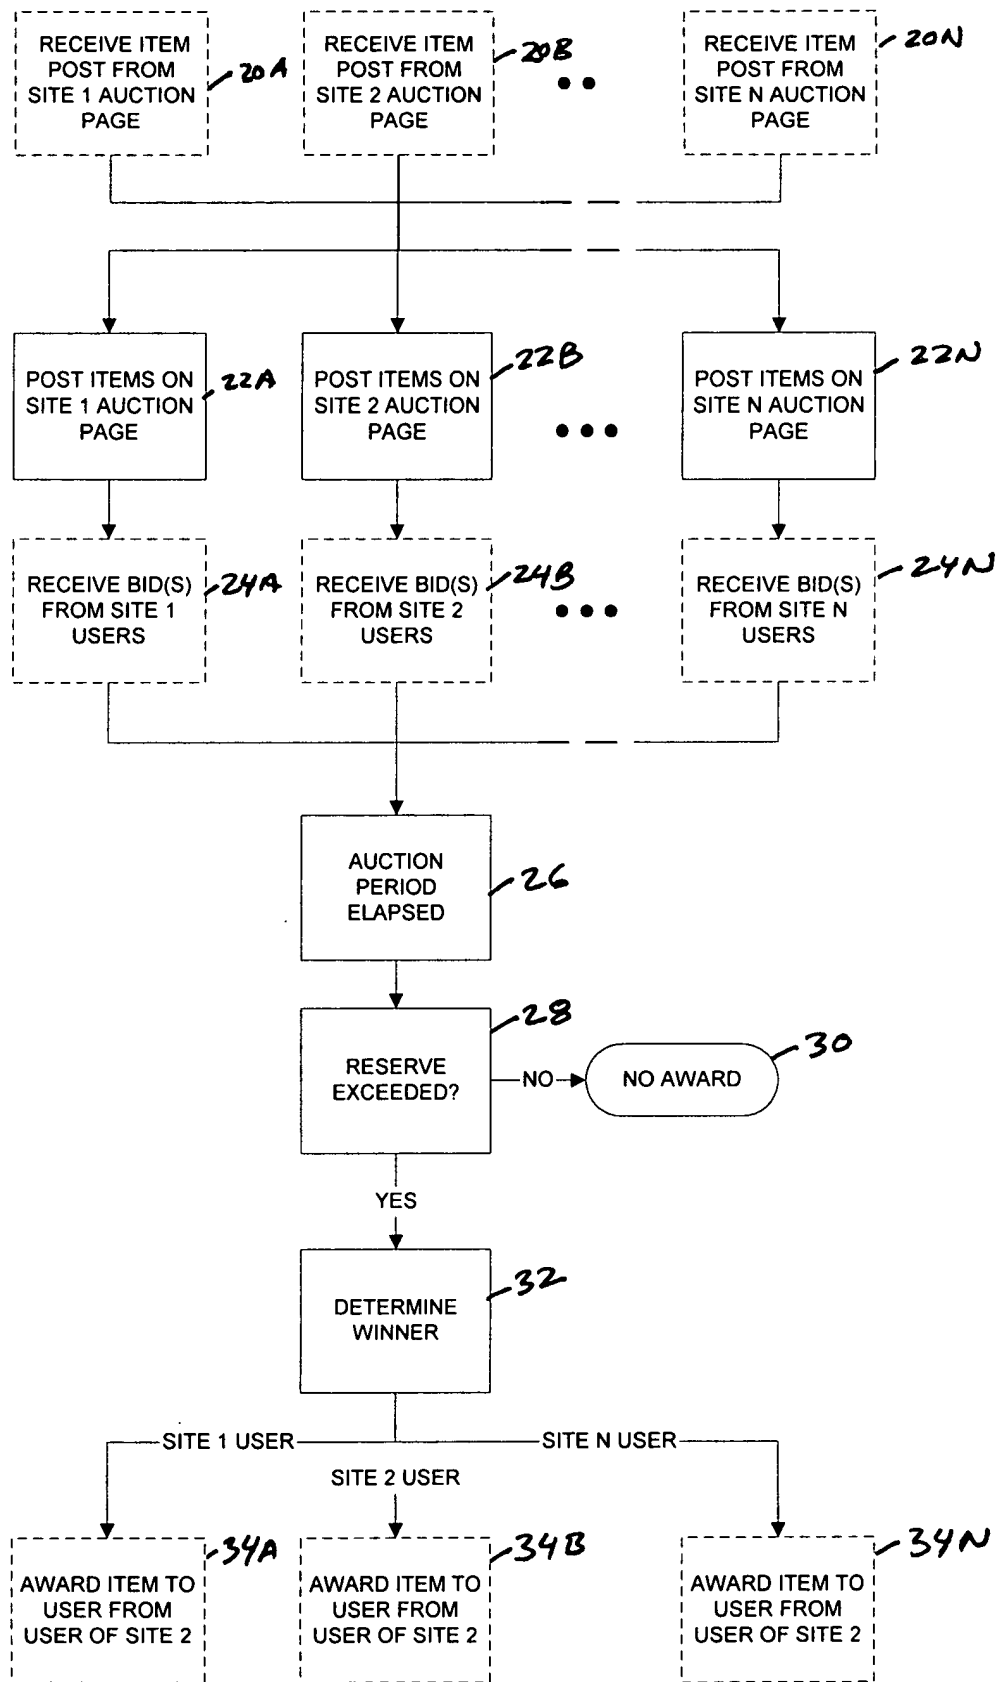 RECEIVE ITEM
POST FROM
SITE 1 AUCTION
PAGE
20A
RECEIVE ITEM
POST FROM
SITE 2 AUCTION
PAGE
20B
RECEIVE ITEM
POST FROM
SITE N AUCTION
PAGE
20N
POST ITEMS ON
SITE 1 AUCTION
PAGE
22A
POST ITEMS ON
SITE 2 AUCTION
PAGE
22B
POST ITEMS ON
SITE N AUCTION
PAGE
22N
RECEIVE BID(S)
FROM SITE 1
USERS
24A
RECEIVE BID(S)
FROM SITE 2
USERS
24B
RECEIVE BID(S)
FROM SITE N
USERS
24N
AUCTION
PERIOD
ELAPSED
26
RESERVE
EXCEEDED?
28
NO
NO AWARD
30
YES
DETERMINE
WINNER
32
SITE 1 USER
SITE 2 USER
SITE N USER
AWARD ITEM TO
USER FROM
USER OF SITE 2
34A
AWARD ITEM TO
USER FROM
USER OF SITE 2
34B
AWARD ITEM TO
USER FROM
USER OF SITE 2
34N